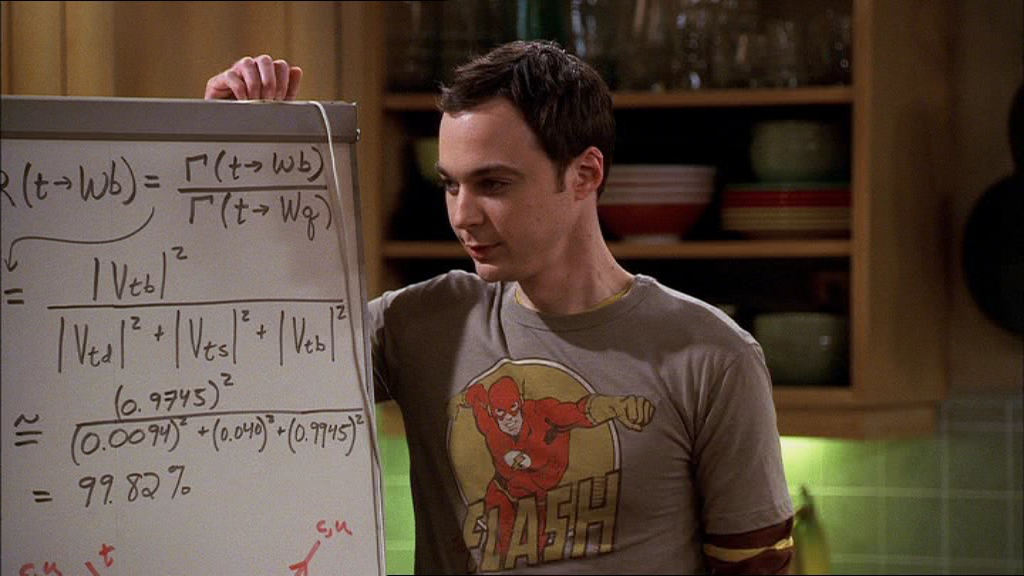 R(t→Wb) = Γ(t→Wb) / Γ(t→Wq)
= |Vtb|² / |Vtd|² + |Vts|² + |Vtb|²
≅ (0.9745)² / (0.0094)² + (0.040)² + (0.9945)²
= 99.82%
t
s,u
FLASH